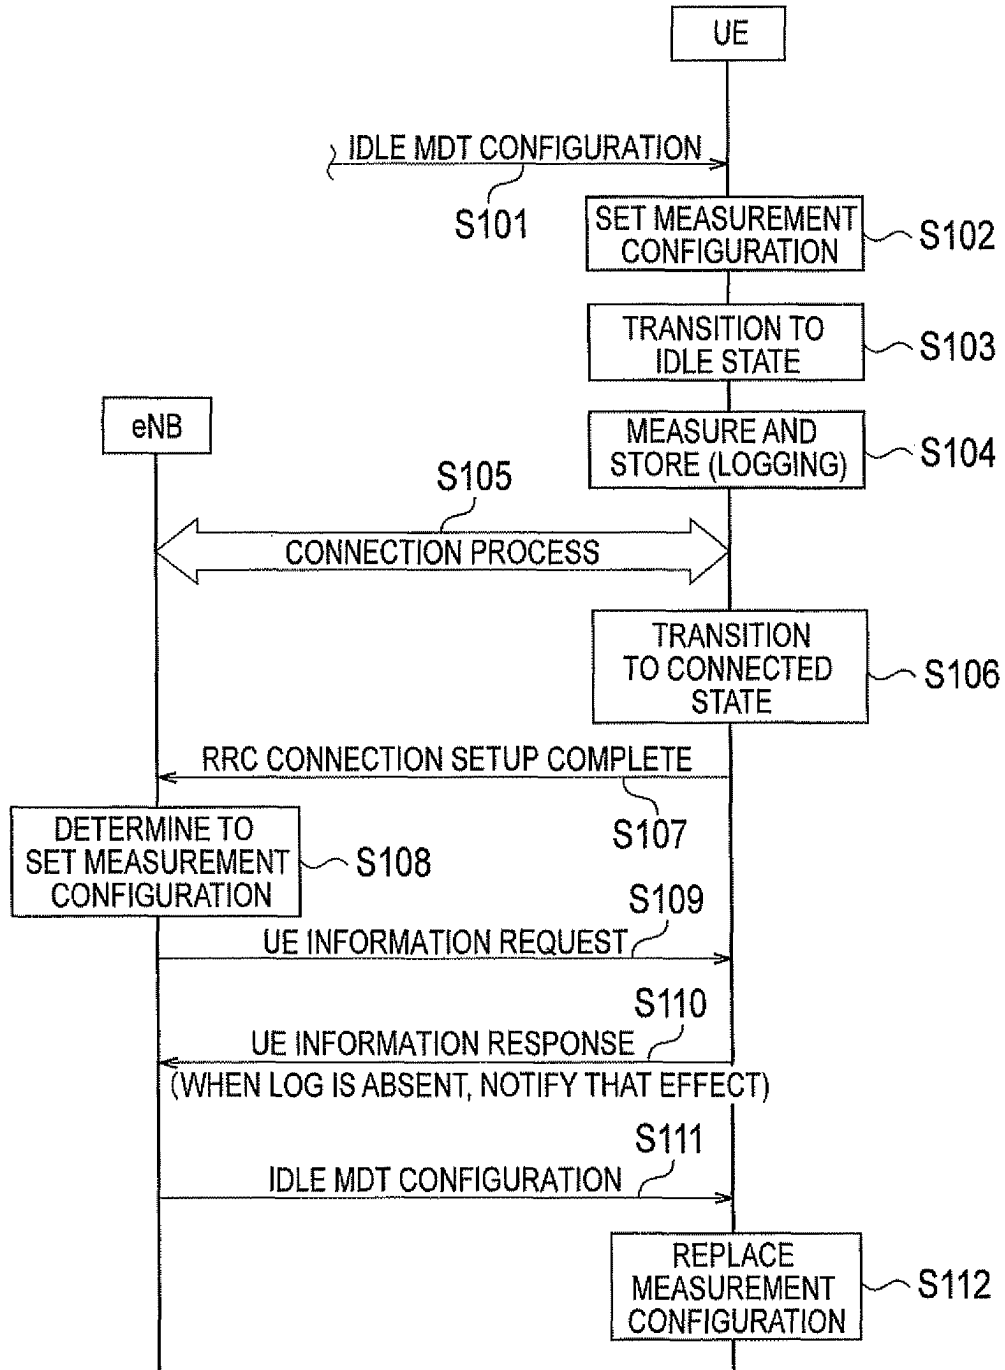 UE
IDLE MDT CONFIGURATION
S101
SET MEASUREMENT
CONFIGURATION
S102
TRANSITION TO
IDLE STATE
S103
eNB
MEASURE AND
STORE (LOGGING)
S104
S105
CONNECTION PROCESS
TRANSITION
TO CONNECTED
STATE
S106
RRC CONNECTION SETUP COMPLETE
S107
DETERMINE TO
SET MEASUREMENT
CONFIGURATION
S108
S109
UE INFORMATION REQUEST
S110
UE INFORMATION RESPONSE
(WHEN LOG IS ABSENT, NOTIFY THAT EFFECT)
S111
IDLE MDT CONFIGURATION
REPLACE
MEASUREMENT
CONFIGURATION
S112